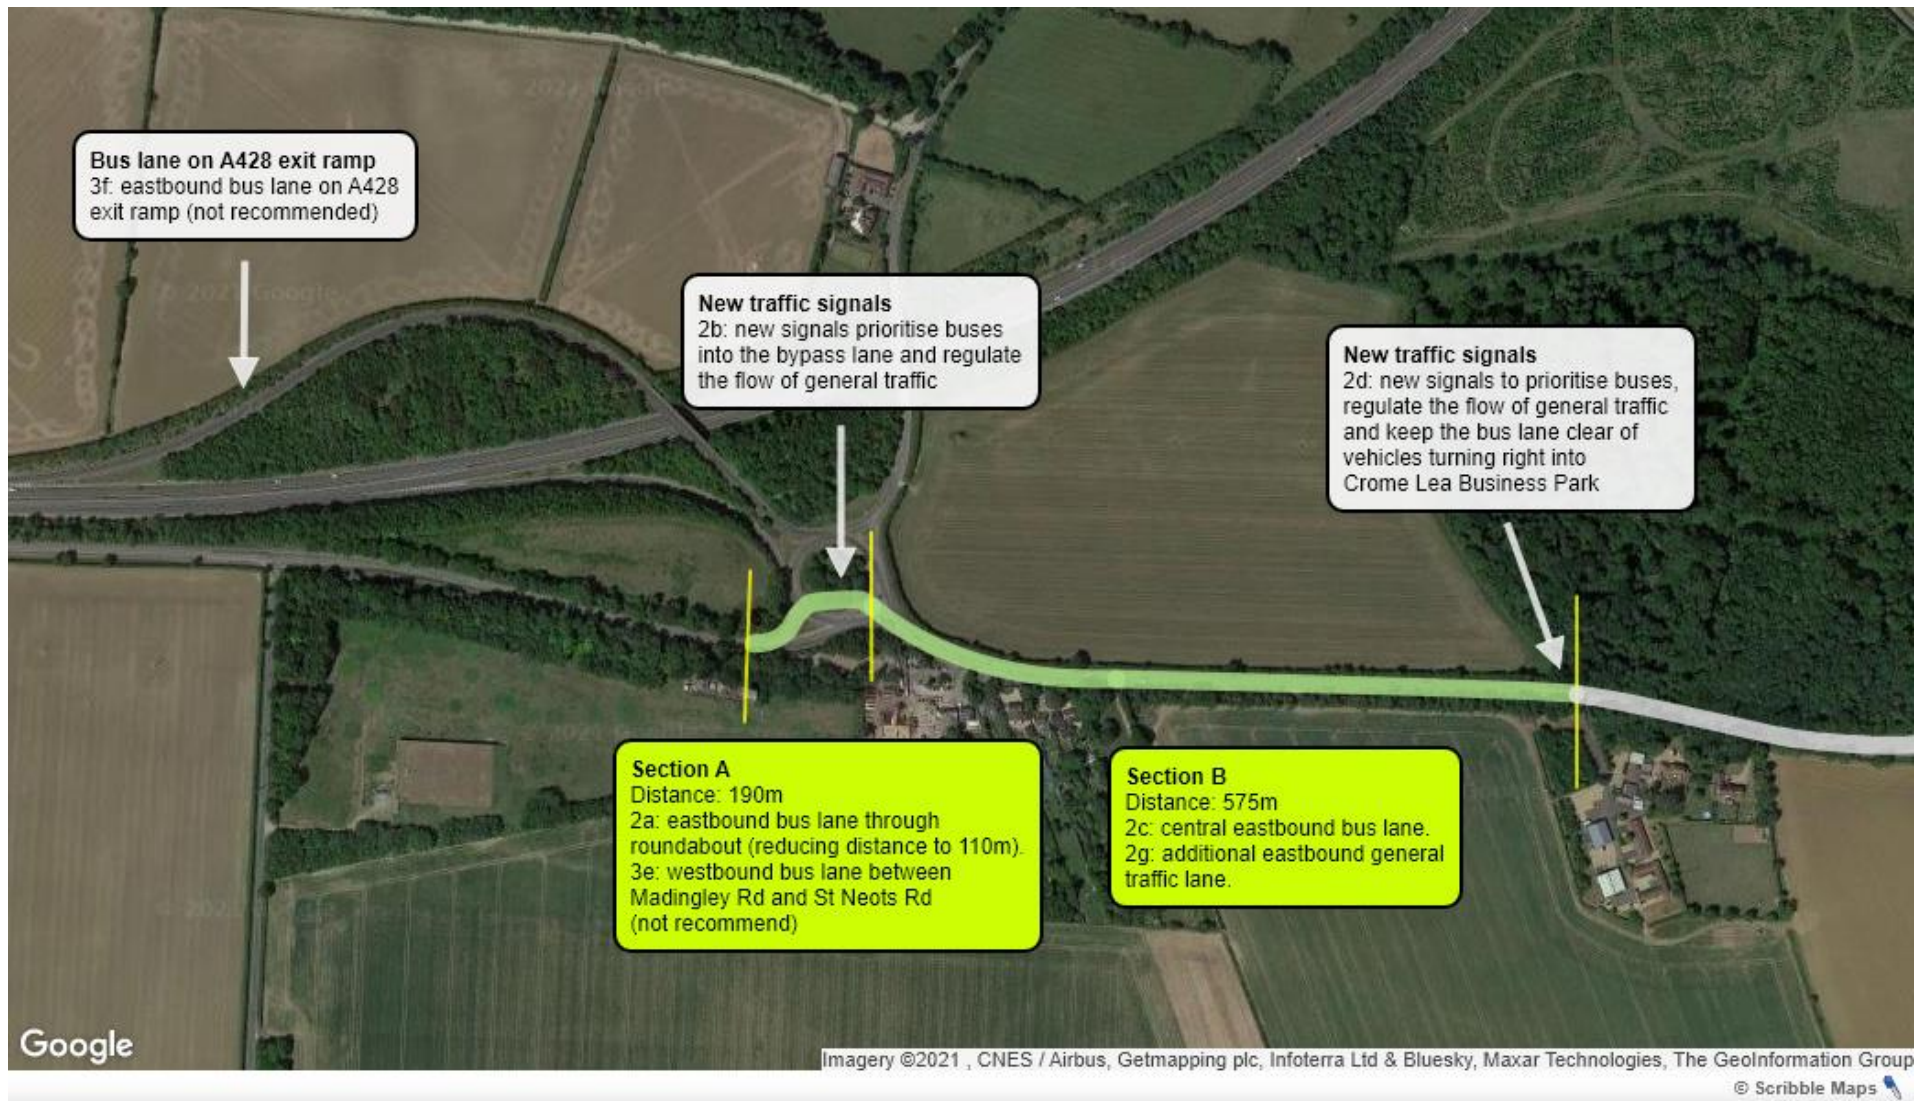 Bus lane on A428 exit ramp
3f: eastbound bus lane on A428
exit ramp (not recommended)
New traffic signals
2b: new signals prioritise buses
into the bypass lane and regulate
the flow of general traffic
New traffic signals
2d: new signals to prioritise buses,
regulate the flow of general traffic
and keep the bus lane clear of
vehicles turning right into
Crome Lea Business Park
Section A
Distance: 190m
2a: eastbound bus lane through
roundabout (reducing distance to 110m).
3e: westbound bus lane between
Madingley Rd and St Neots Rd
(not recommend)
Section B
Distance: 575m
2c: central eastbound bus lane.
2g: additional eastbound general
traffic lane.
Google
Imagery ©2021 , CNES / Airbus, Getmapping plc, Infoterra Ltd & Bluesky, Maxar Technologies, The GeoInformation Group
© Scribble Maps